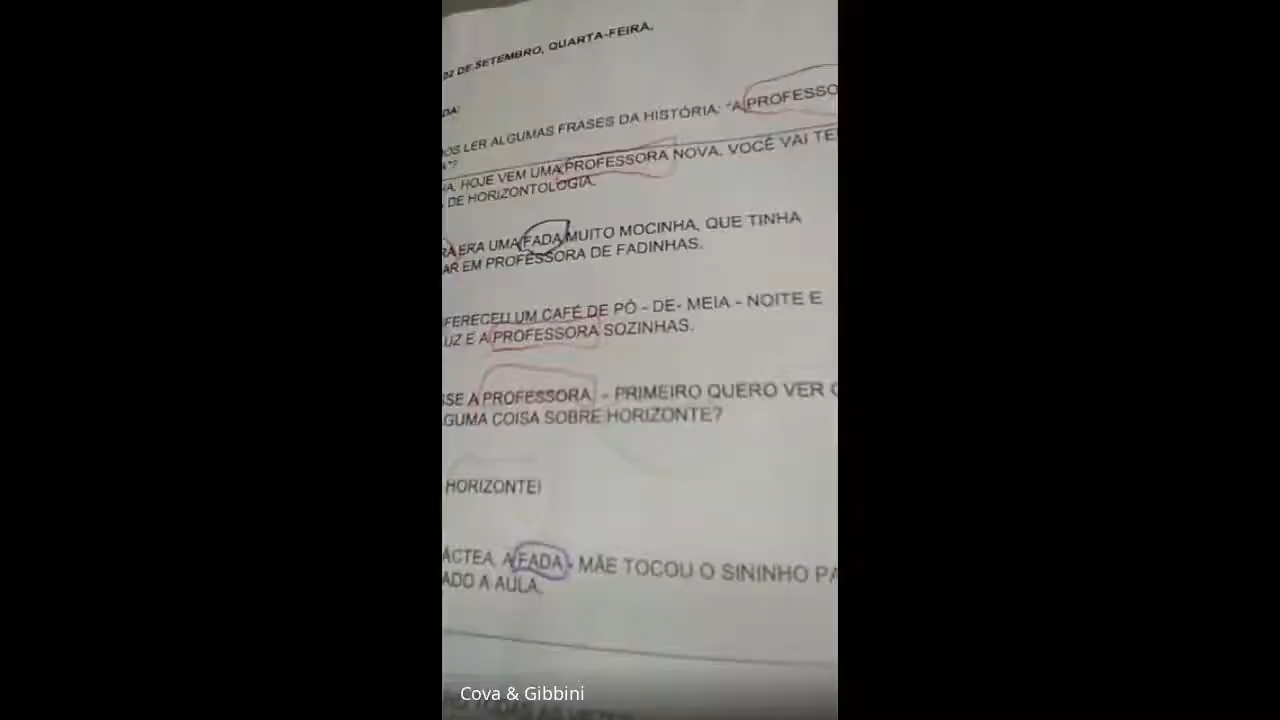 02 DE SETEMBRO, QUARTA-FEIRA.
DA:
OS LER ALGUMAS FRASES DA HISTÓRIA: "A PROFESSO
A"?
A. HOJE VEM UMA PROFESSORA NOVA. VOCÊ VAI TE
DE HORIZONTOLOGIA.
RA ERA UMA FADA MUITO MOCINHA, QUE TINHA
AR EM PROFESSORA DE FADINHAS.
FERECEU UM CAFÉ DE PÓ - DE- MEIA - NOITE E
UZ E A PROFESSORA SOZINHAS.
SSE A PROFESSORA. - PRIMEIRO QUERO VER
GUMA COISA SOBRE HORIZONTE?
HORIZONTE!
ÁCTEA, A FADA - MÃE TOCOU O SININHO PA
ADO A AULA.
Cova & Gibbini